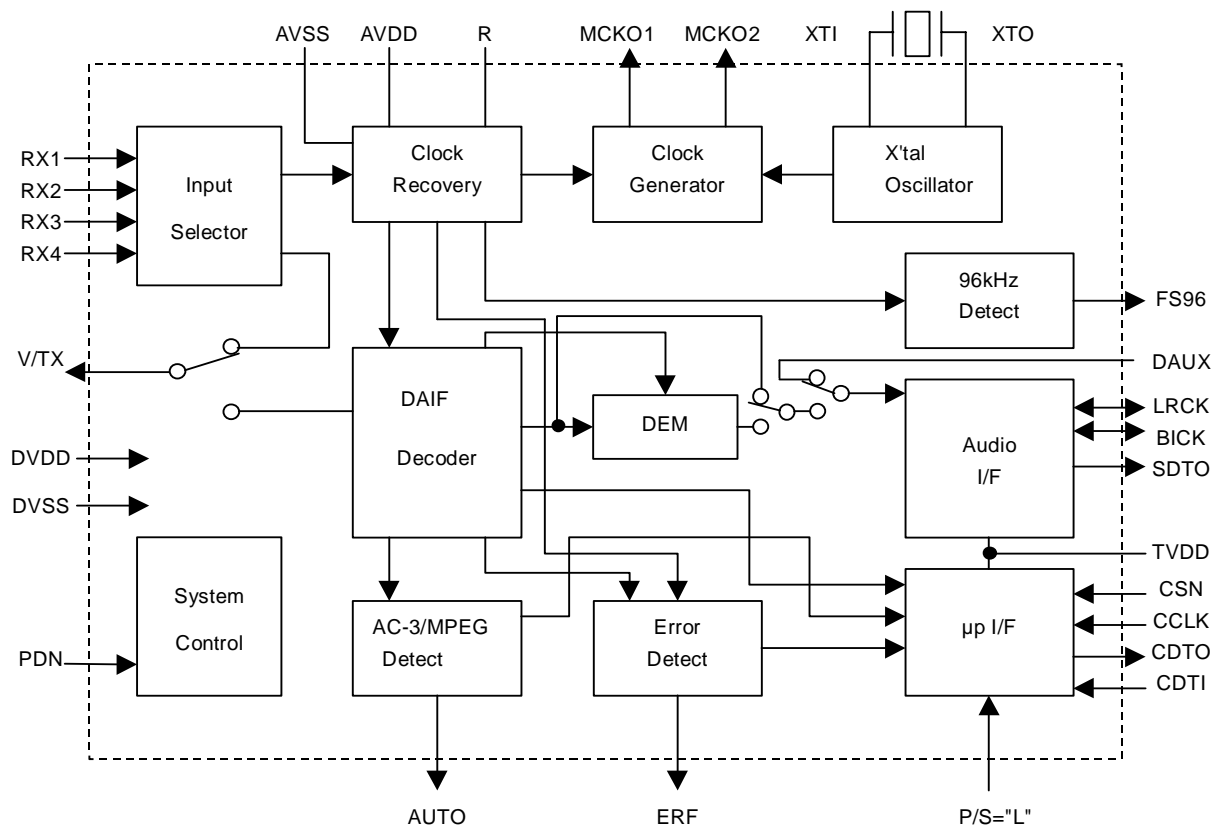 AVSS AVDD R MCKO1 MCKO2 XTI XTO
RX1
RX2
RX3
RX4
Input
Selector
Clock
Recovery
Clock
Generator
X'tal
Oscillator
96kHz
Detect
FS96
V/TX
DAUX
DAIF
Decoder
DEM
Audio
I/F
LRCK
BICK
SDTO
DVDD
DVSS
TVDD
System
Control
PDN
AC-3/MPEG
Detect
Error
Detect
µp I/F
CSN
CCLK
CDTO
CDTI
AUTO ERF P/S="L"